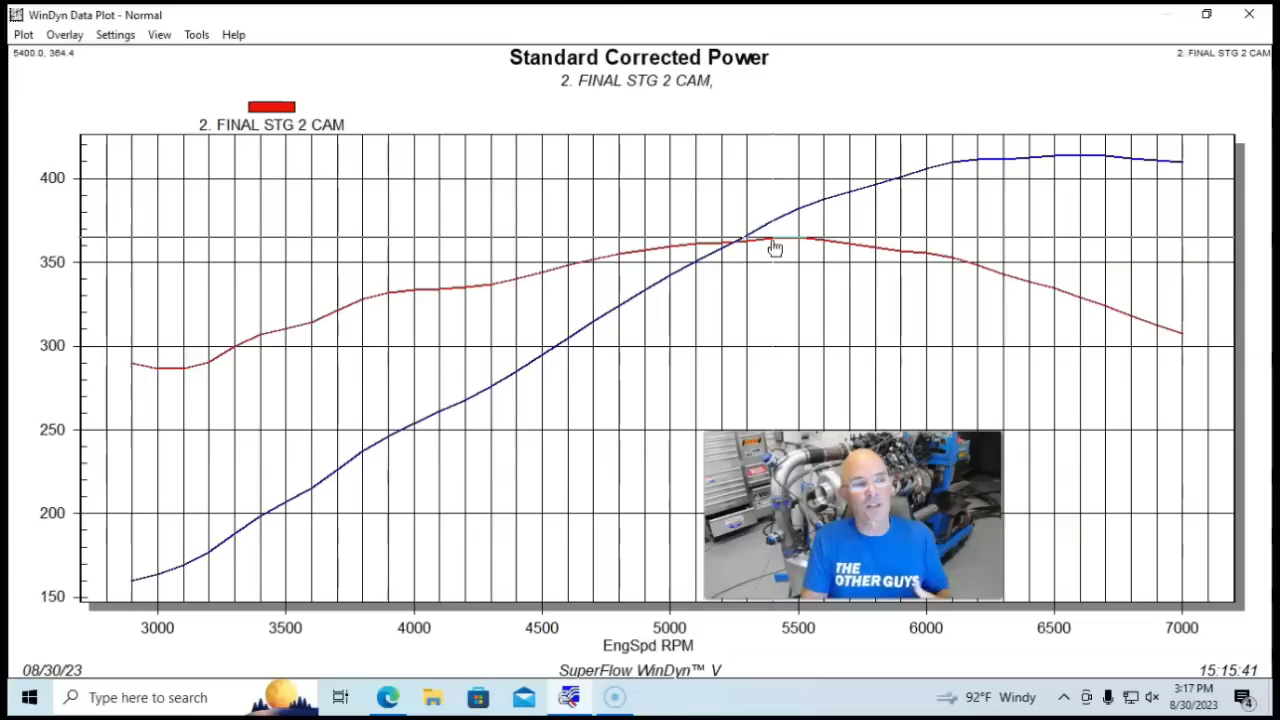 WinDyn Data Plot - Normal
Plot Overlay Settings View Tools Help
5400.0, 364.4
2. FINAL STG 2 CAM
Standard Corrected Power
2. FINAL STG 2 CAM,
2. FINAL STG 2 CAM
400
350
300
250
200
150
THE
OTHER GUYS
3000 3500 4000 4500 5000 5500 6000 6500 7000
EngSpd RPM
08/30/23
SuperFlow WinDyn™ V
15:15:41
Type here to search
92°F Windy
3:17 PM
8/30/2023
4